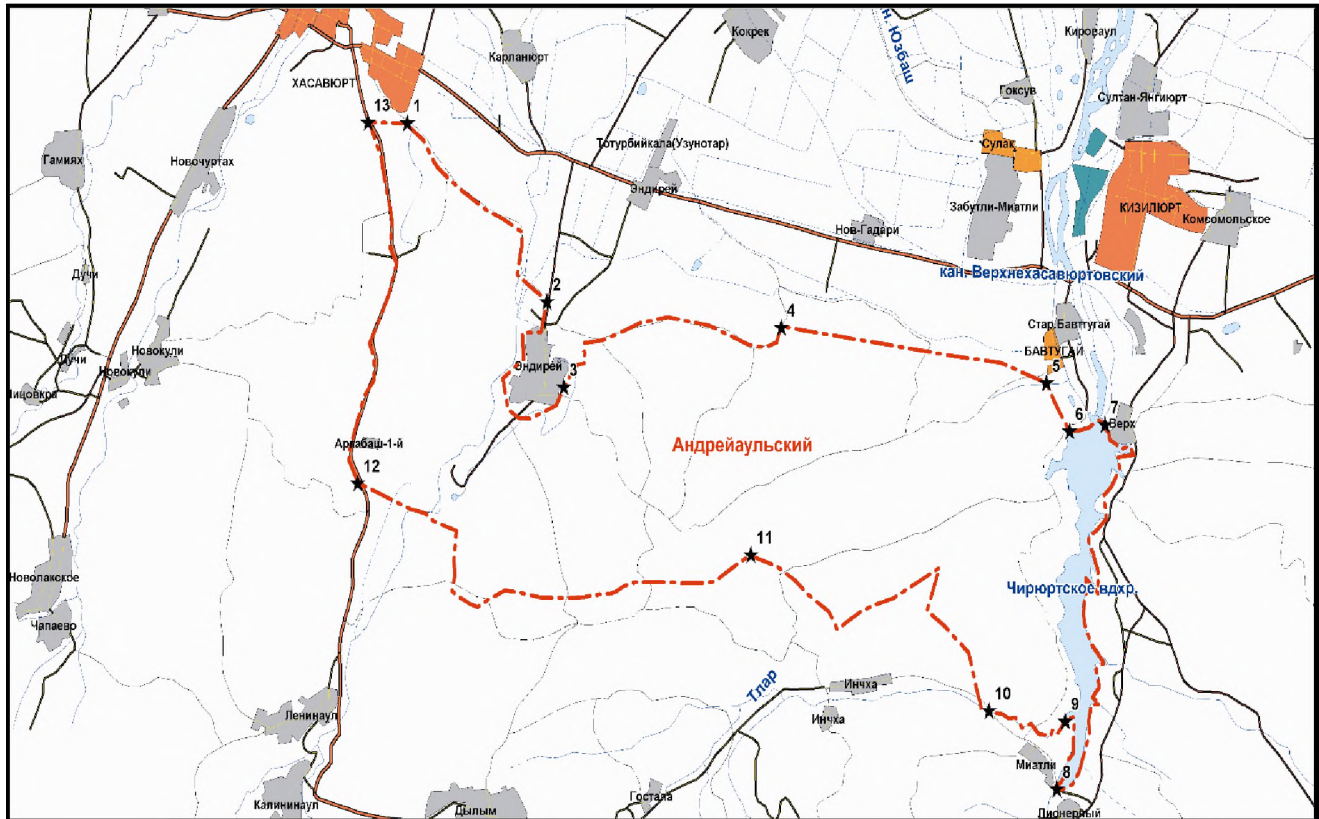 Кокрек
н. Юзбаш
Кироваул
Карланюрт
ХАСАВЮРТ
Гоксув
Султан-Янгиюрт
13
1
Гамиях
Новочуртах
Тотурбийкала(Узунотар)
Сулак
Эндирей
Забутли-Миатли
КИЗИЛЮРТ
Комсомольское
Нов-Гадари
Дучи
кан. Верхнехасавюртовский
2
4
Стар.Бавтугай
БАВТУГАЙ
Дучи
Новокули
Новокули
Эндирей
3
5
6
7
Верх
Андрейаульский
12
11
Новолакское
Чирюртское вдхр.
Чапаево
Тлар
Инчха
Инчха
10
9
Ленинаул
Миатли
8
Калининаул
Дылым
Гостала